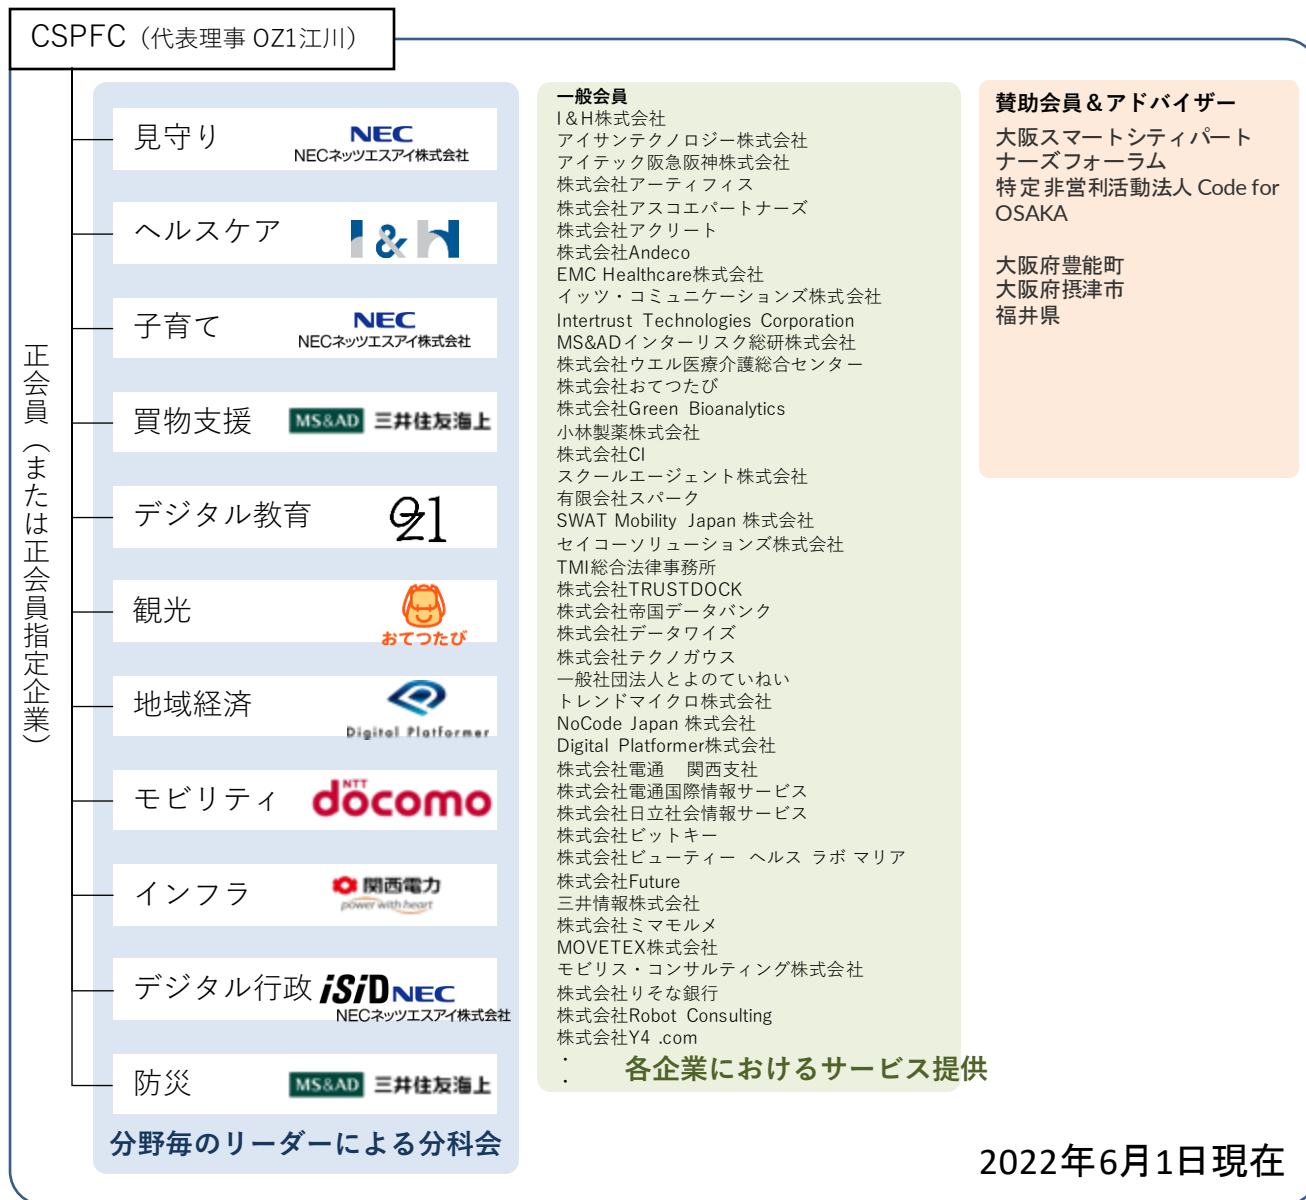 CSPFC（代表理事 OZ1江川）
正会員（または正会員指定企業）
見守り
NEC
NECネッツエスアイ株式会社
ヘルスケア
I&H
子育て
NEC
NECネッツエスアイ株式会社
買物支援
MS&AD 三井住友海上
デジタル教育
OZ1
観光
おてつたび
地域経済
Digital Platformer
モビリティ
NTT
docomo
インフラ
関西電力
power with heart
デジタル行政
iSiD NEC
NECネッツエスアイ株式会社
防災
MS&AD 三井住友海上
分野毎のリーダーによる分科会
一般会員
I＆H株式会社
アイサンテクノロジー株式会社
アイテック阪急阪神株式会社
株式会社アーティフィス
株式会社アスコエパートナーズ
株式会社アクリート
株式会社Andeco
EMC Healthcare株式会社
イッツ・コミュニケーションズ株式会社
Intertrust Technologies Corporation
MS&ADインターリスク総研株式会社
株式会社ウエル医療介護総合センター
株式会社おてつたび
株式会社Green Bioanalytics
小林製薬株式会社
株式会社CI
スクールエージェント株式会社
有限会社スパーク
SWAT Mobility Japan 株式会社
セイコーソリューションズ株式会社
TMI総合法律事務所
株式会社TRUSTDOCK
株式会社帝国データバンク
株式会社データワイズ
株式会社テクノガウス
一般社団法人とよのていねい
トレンドマイクロ株式会社
NoCode Japan 株式会社
Digital Platformer株式会社
株式会社電通　関西支社
株式会社電通国際情報サービス
株式会社日立社会情報サービス
株式会社ビットキー
株式会社ビューティー ヘルス ラボ マリア
株式会社Future
三井情報株式会社
株式会社ミマモルメ
MOVETEX株式会社
モビリス・コンサルティング株式会社
株式会社りそな銀行
株式会社Robot Consulting
株式会社Y4 .com
・
・
各企業におけるサービス提供
賛助会員＆アドバイザー
大阪スマートシティパート
ナーズフォーラム
特定非営利活動法人 Code for
OSAKA
大阪府豊能町
大阪府摂津市
福井県
2022年6月1日現在